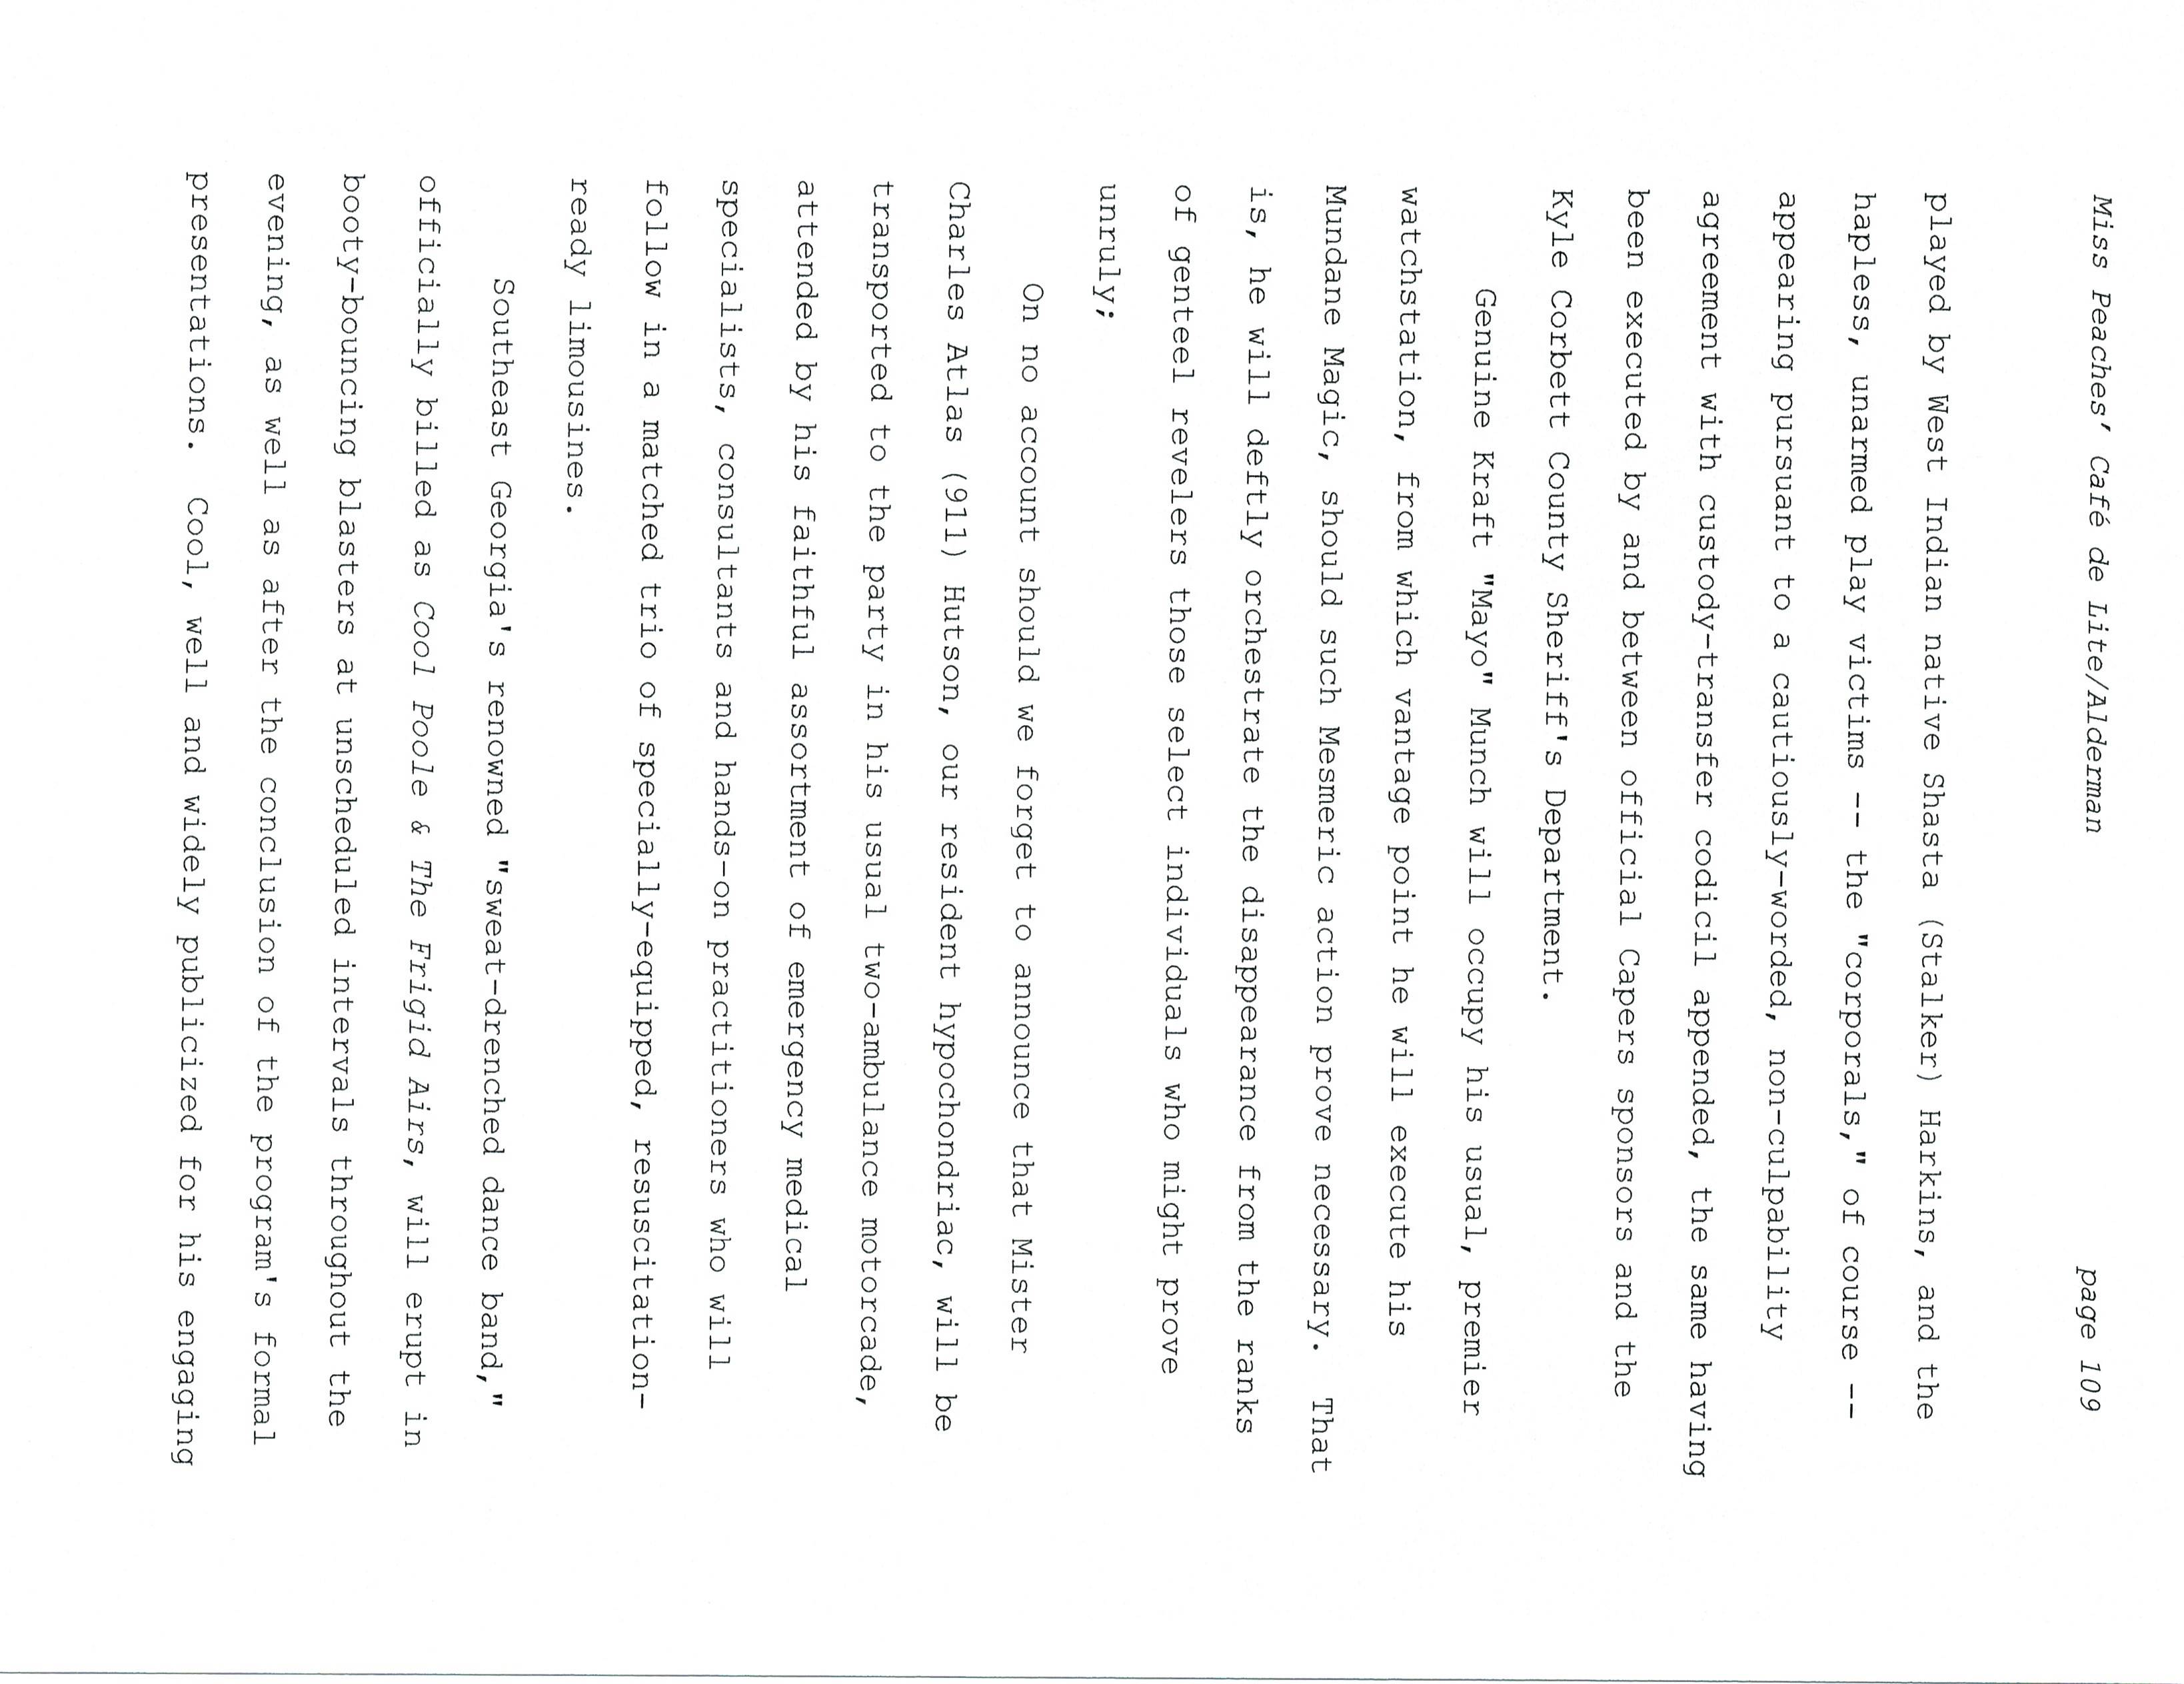 Miss Peaches’ Café de Lite/Alderman page 109
played by West Indian native Shasta (Stalker) Harkins, and the
hapless, unarmed play victims -- the "corporals," of course --
appearing pursuant to a cautiously-worded, non-culpability
agreement with custody-transfer codicil appended, the same having
been executed by and between official Capers sponsors and the
Kyle Corbett County Sheriff's Department.
Genuine Kraft "Mayo" Munch will occupy his usual, premier
watchstation, from which vantage point he will execute his
Mundane Magic, should such Mesmeric action prove necessary. That
is, he will deftly orchestrate the disappearance from the ranks
of genteel revelers those select individuals who might prove
unruly;
On no account should we forget to announce that Mister
Charles Atlas (911) Hutson, our resident hypochondriac, will be
transported to the party in his usual two-ambulance motorcade,
attended by his faithful assortment of emergency medical
specialists, consultants and hands-on practitioners who will
follow in a matched trio of specially-equipped, resuscitation-
ready limousines.
Southeast Georgia's renowned "sweat-drenched dance band,"
officially billed as Cool Poole & The Frigid Airs, will erupt in
booty-bouncing blasters at unscheduled intervals throughout the
evening, as well as after the conclusion of the program's formal
presentations. Cool, well and widely publicized for his engaging